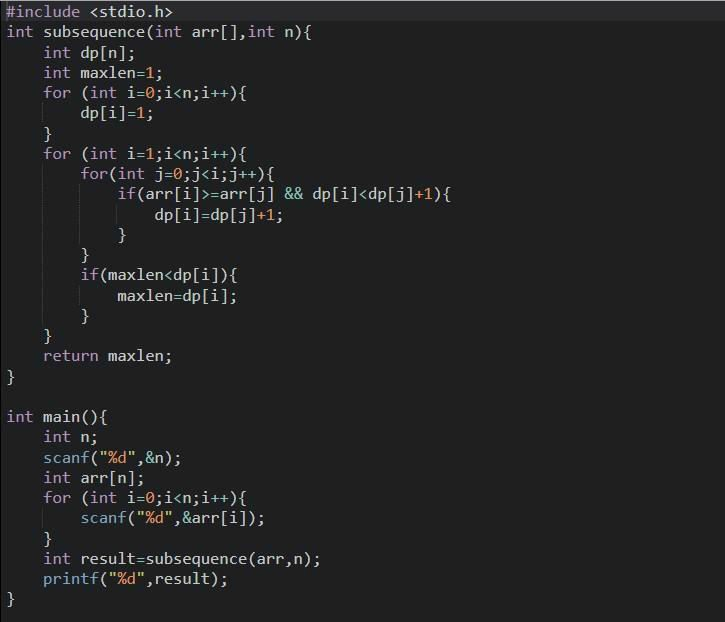 #include <stdio.h>
int subsequence(int arr[],int n){
    int dp[n];
    int maxlen=1;
    for (int i=0;i<n;i++){
        dp[i]=1;
    }
    for (int i=1;i<n;i++){
        for(int j=0;j<i;j++){
            if(arr[i]>=arr[j] && dp[i]<dp[j]+1){
                dp[i]=dp[j]+1;
            }
        }
        if(maxlen<dp[i]){
            maxlen=dp[i];
        }
    }
    return maxlen;
}

int main(){
    int n;
    scanf("%d",&n);
    int arr[n];
    for (int i=0;i<n;i++){
        scanf("%d",&arr[i]);
    }
    int result=subsequence(arr,n);
    printf("%d",result);
}